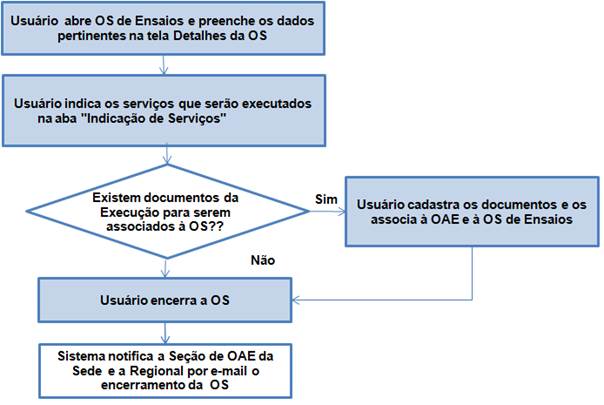 Usuário abre OS de Ensaios e preenche os dados
pertinentes na tela Detalhes da OS
Usuário indica os serviços que serão executados
na aba "Indicação de Serviços"
Existem documentos da
Execução para serem
associados à OS??
Sim
Usuário cadastra os documentos e os
associa à OAE e à OS de Ensaios
Não
Usuário encerra a OS
Sistema notifica a Seção de OAE da
Sede e a Regional por e-mail o
encerramento da OS